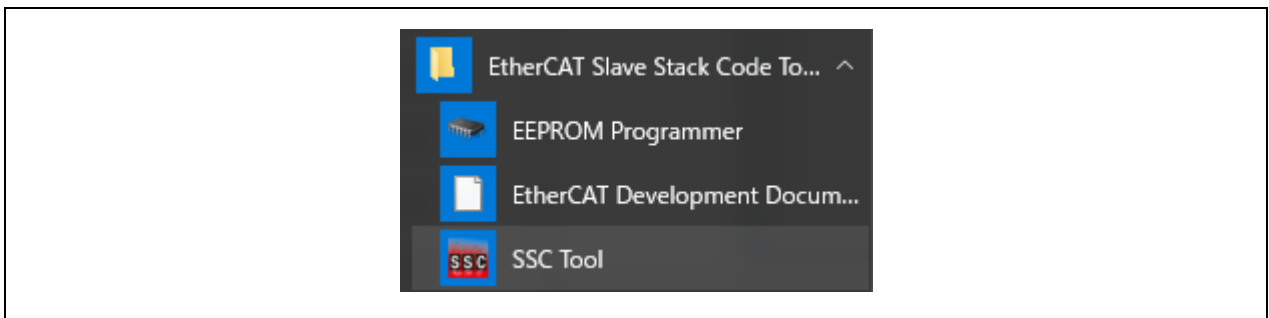 EtherCAT Slave Stack Code To...
EEPROM Programmer
EtherCAT Development Docum...
SSC SSC Tool